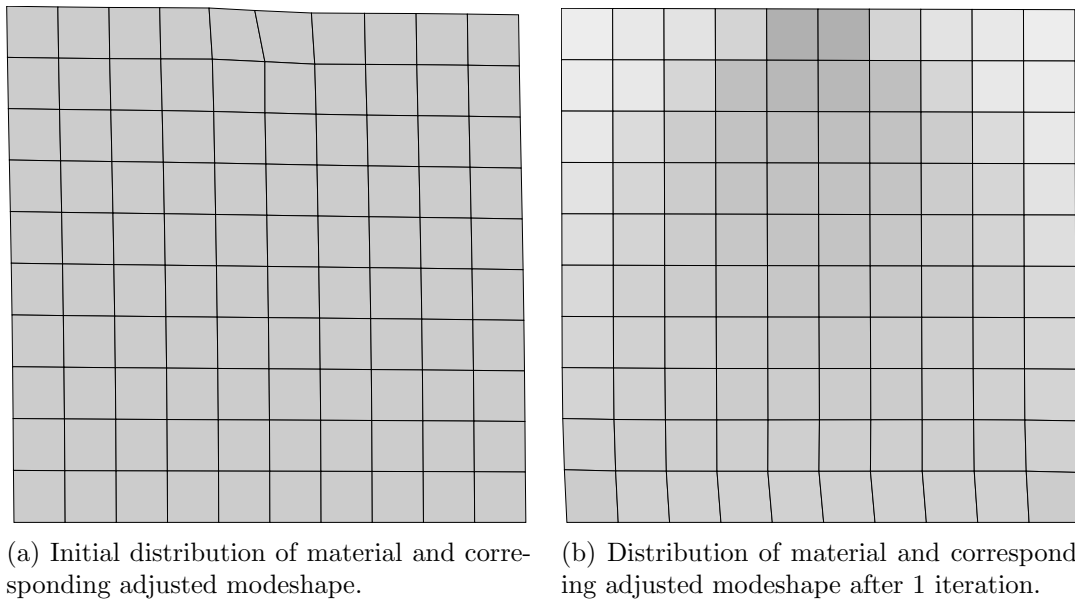 (a) Initial distribution of material and corre-
sponding adjusted modeshape.
(b) Distribution of material and correspond-
ing adjusted modeshape after 1 iteration.